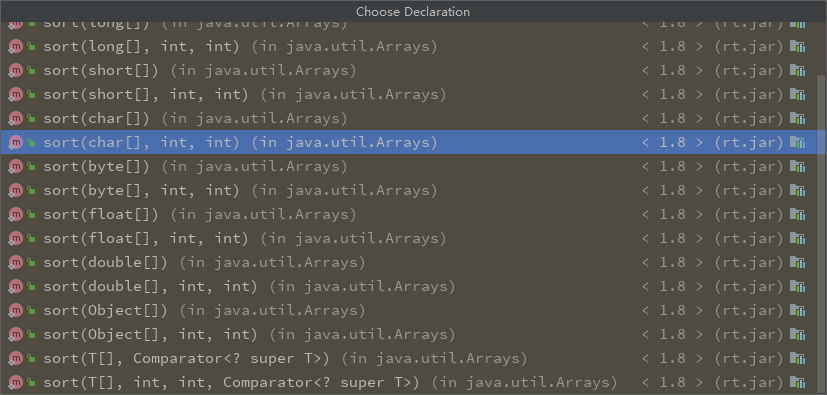 Choose Declaration
sort(long[]) (in java.util.Arrays) < 1.8 > (rt.jar)
sort(long[], int, int) (in java.util.Arrays) < 1.8 > (rt.jar)
sort(short[]) (in java.util.Arrays) < 1.8 > (rt.jar)
sort(short[], int, int) (in java.util.Arrays) < 1.8 > (rt.jar)
sort(char[]) (in java.util.Arrays) < 1.8 > (rt.jar)
sort(char[], int, int) (in java.util.Arrays) < 1.8 > (rt.jar)
sort(byte[]) (in java.util.Arrays) < 1.8 > (rt.jar)
sort(byte[], int, int) (in java.util.Arrays) < 1.8 > (rt.jar)
sort(float[]) (in java.util.Arrays) < 1.8 > (rt.jar)
sort(float[], int, int) (in java.util.Arrays) < 1.8 > (rt.jar)
sort(double[]) (in java.util.Arrays) < 1.8 > (rt.jar)
sort(double[], int, int) (in java.util.Arrays) < 1.8 > (rt.jar)
sort(Object[]) (in java.util.Arrays) < 1.8 > (rt.jar)
sort(Object[], int, int) (in java.util.Arrays) < 1.8 > (rt.jar)
sort(T[], Comparator<? super T>) (in java.util.Arrays) < 1.8 > (rt.jar)
sort(T[], int, int, Comparator<? super T>) (in java.util.Arrays) < 1.8 > (rt.jar)